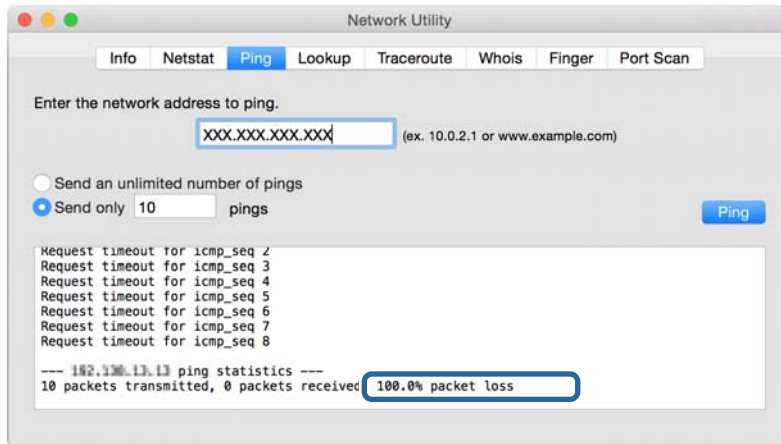 Network Utility
Info Netstat Ping Lookup Traceroute Whois Finger Port Scan
Enter the network address to ping.
XXX.XXX.XXX.XXX (ex. 10.0.2.1 or www.example.com)
Send an unlimited number of pings
Send only 10 pings
Ping
Request timeout for icmp_seq 2
Request timeout for icmp_seq 3
Request timeout for icmp_seq 4
Request timeout for icmp_seq 5
Request timeout for icmp_seq 6
Request timeout for icmp_seq 7
Request timeout for icmp_seq 8
--- ping statistics ---
10 packets transmitted, 0 packets received 100.0% packet loss